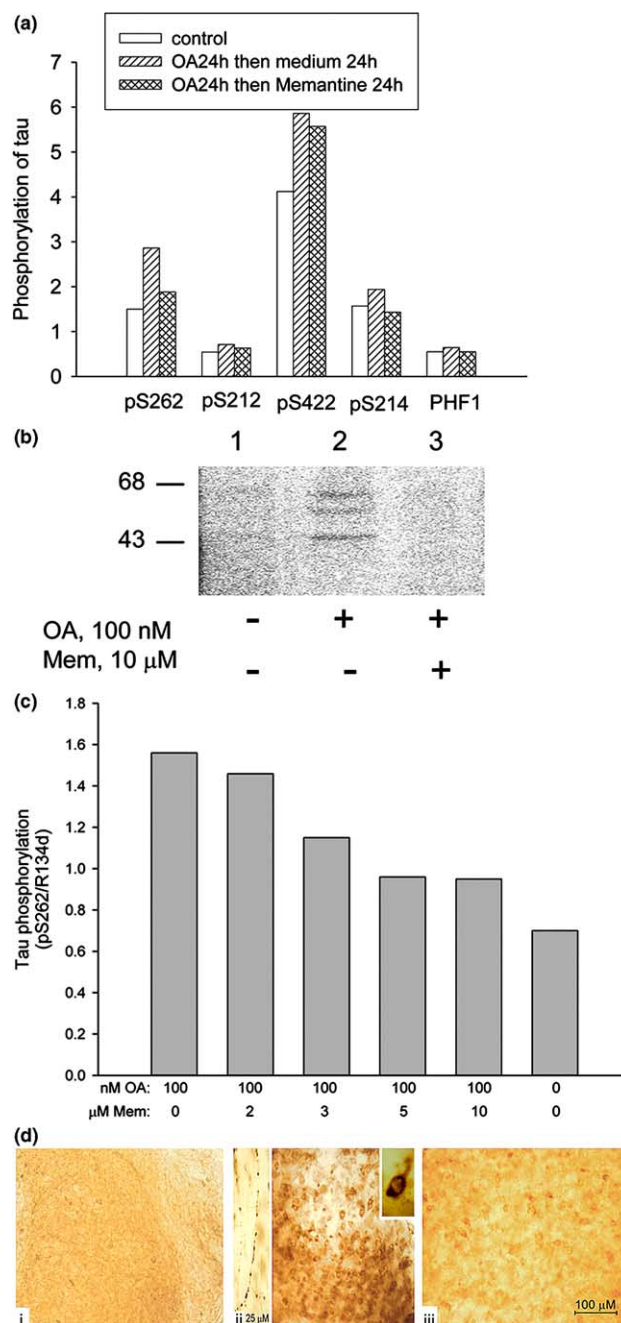 (a)
control
OA24h then medium 24h
OA24h then Memantine 24h
Phosphorylation of tau
7
6
5
4
3
2
1
0
pS262 pS212 pS422 pS214 PHF1
(b)
1 2 3
68
43
OA, 100 nM - + +
Mem, 10 μM - - +
(c)
Tau phosphorylation
(pS262/R134d)
1.8
1.6
1.4
1.2
1.0
0.8
0.6
0.4
0.2
0.0
nM OA: 100 100 100 100 100 0
μM Mem: 0 2 3 5 10 0
(d)
i
ii 25 μM
iii
100 μM